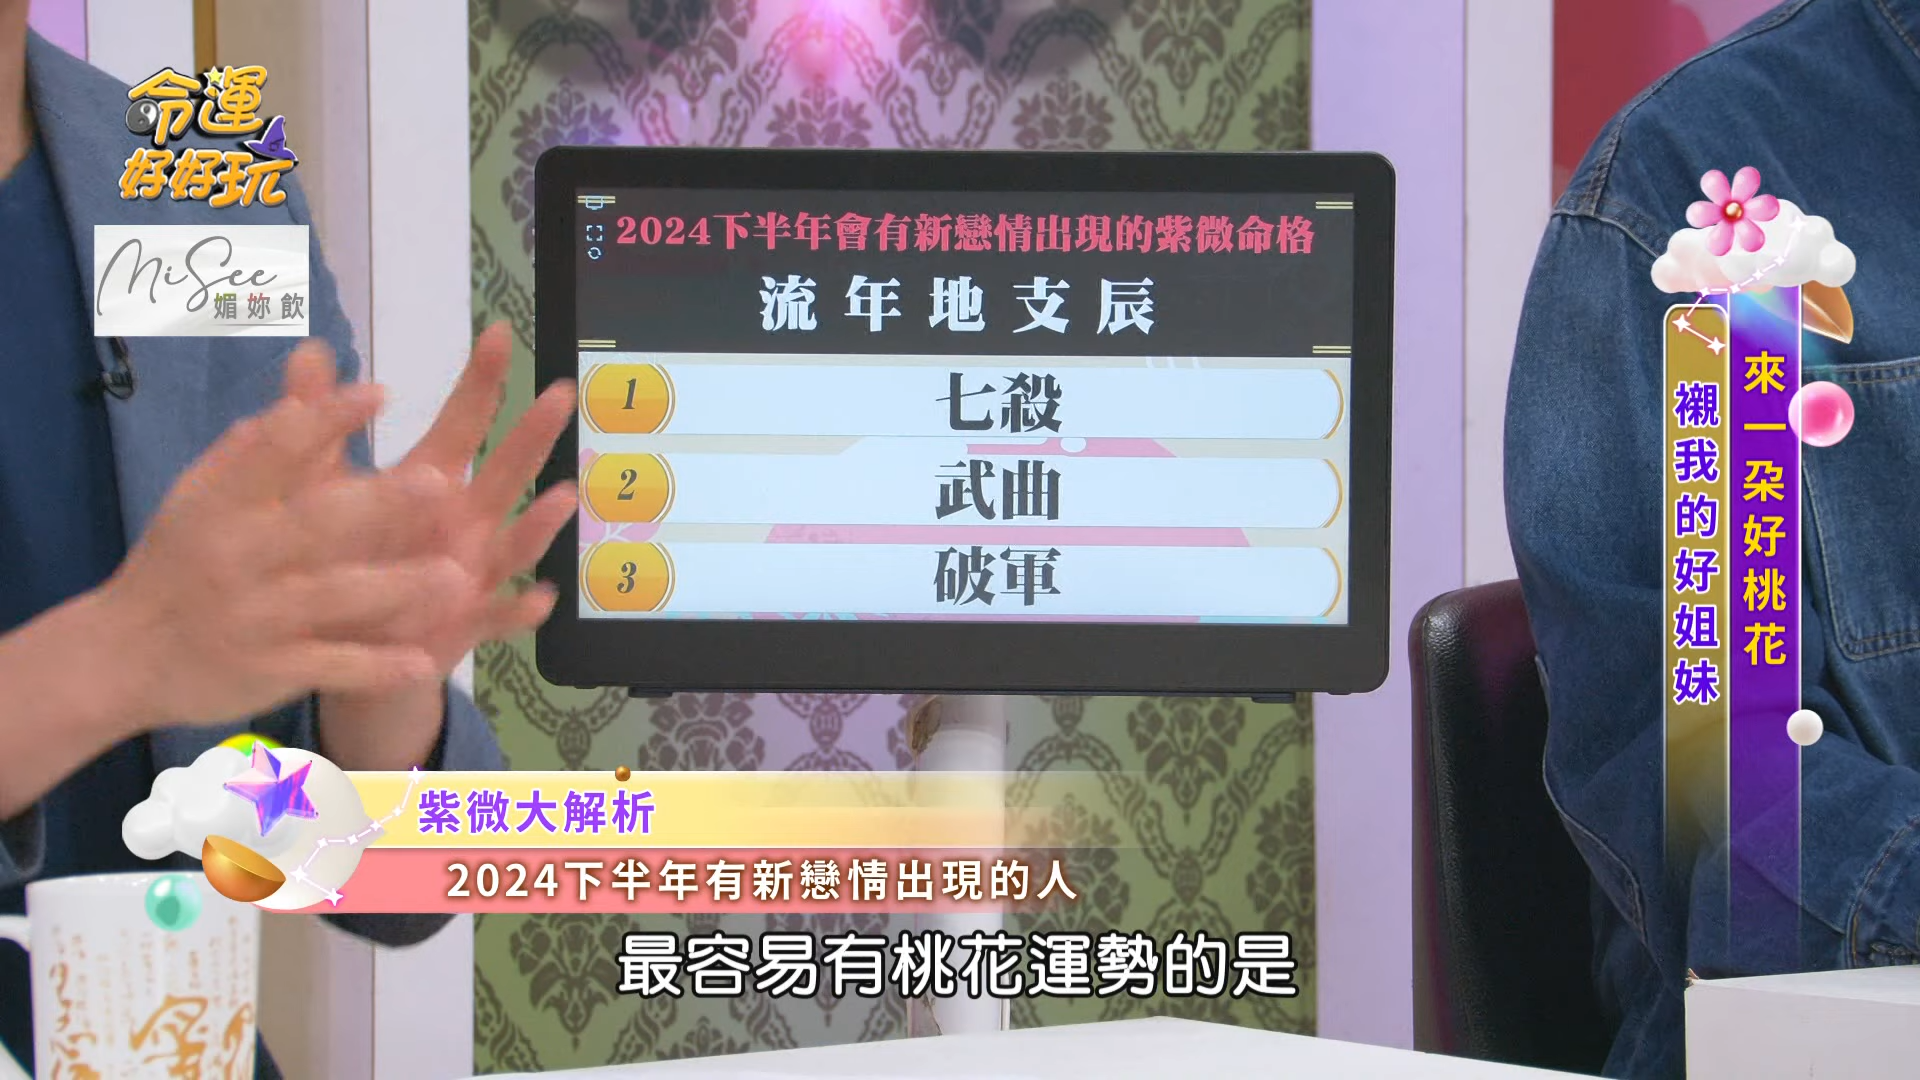 命運
好好玩
MiSee
媚妳飲
2024下半年會有新戀情出現的紫微命格
流年地支辰
1 七殺
2 武曲
3 破軍
來一朵好桃花
襯我的好姐妹
紫微大解析
2024下半年有新戀情出現的人
最容易有桃花運勢的是